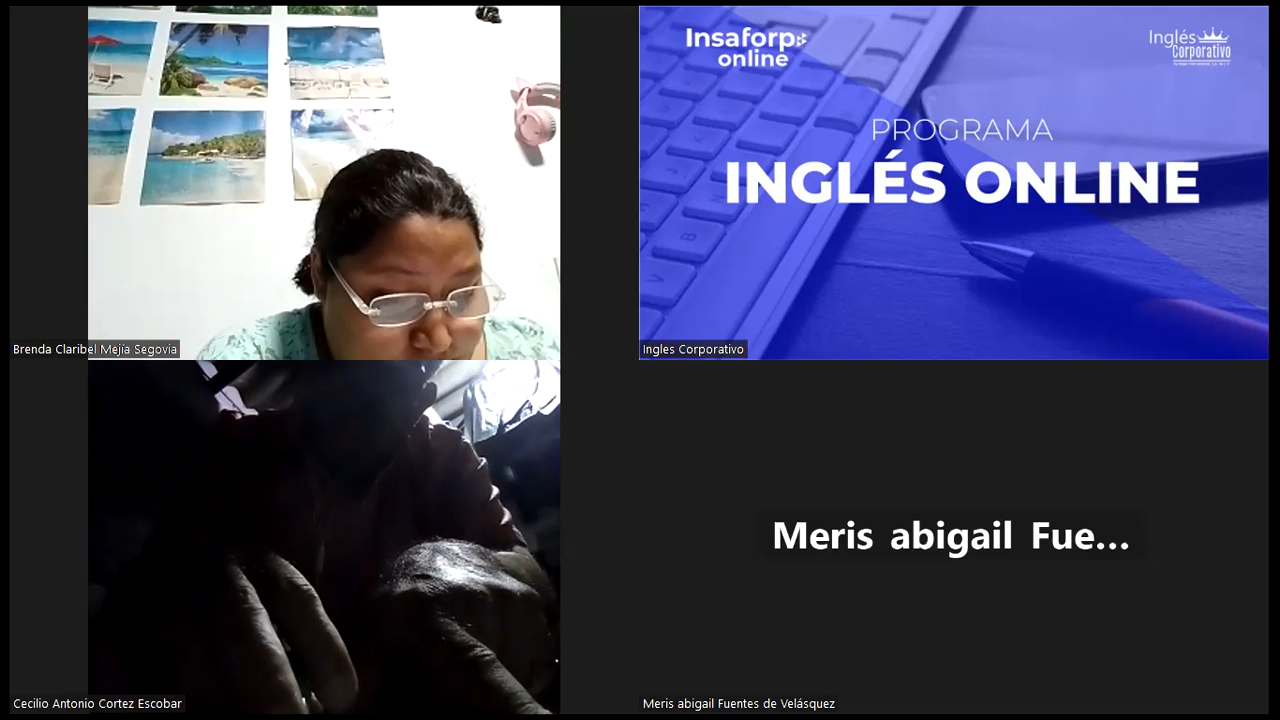 Insaforp
online
Inglés
Corporativo
PROGRAMA
INGLÉS ONLINE
Brenda Claribel Mejía Segovia
Ingles Corporativo
Meris abigail Fue...
Cecilio Antonio Cortez Escobar
Meris abigail Fuentes de Velásquez